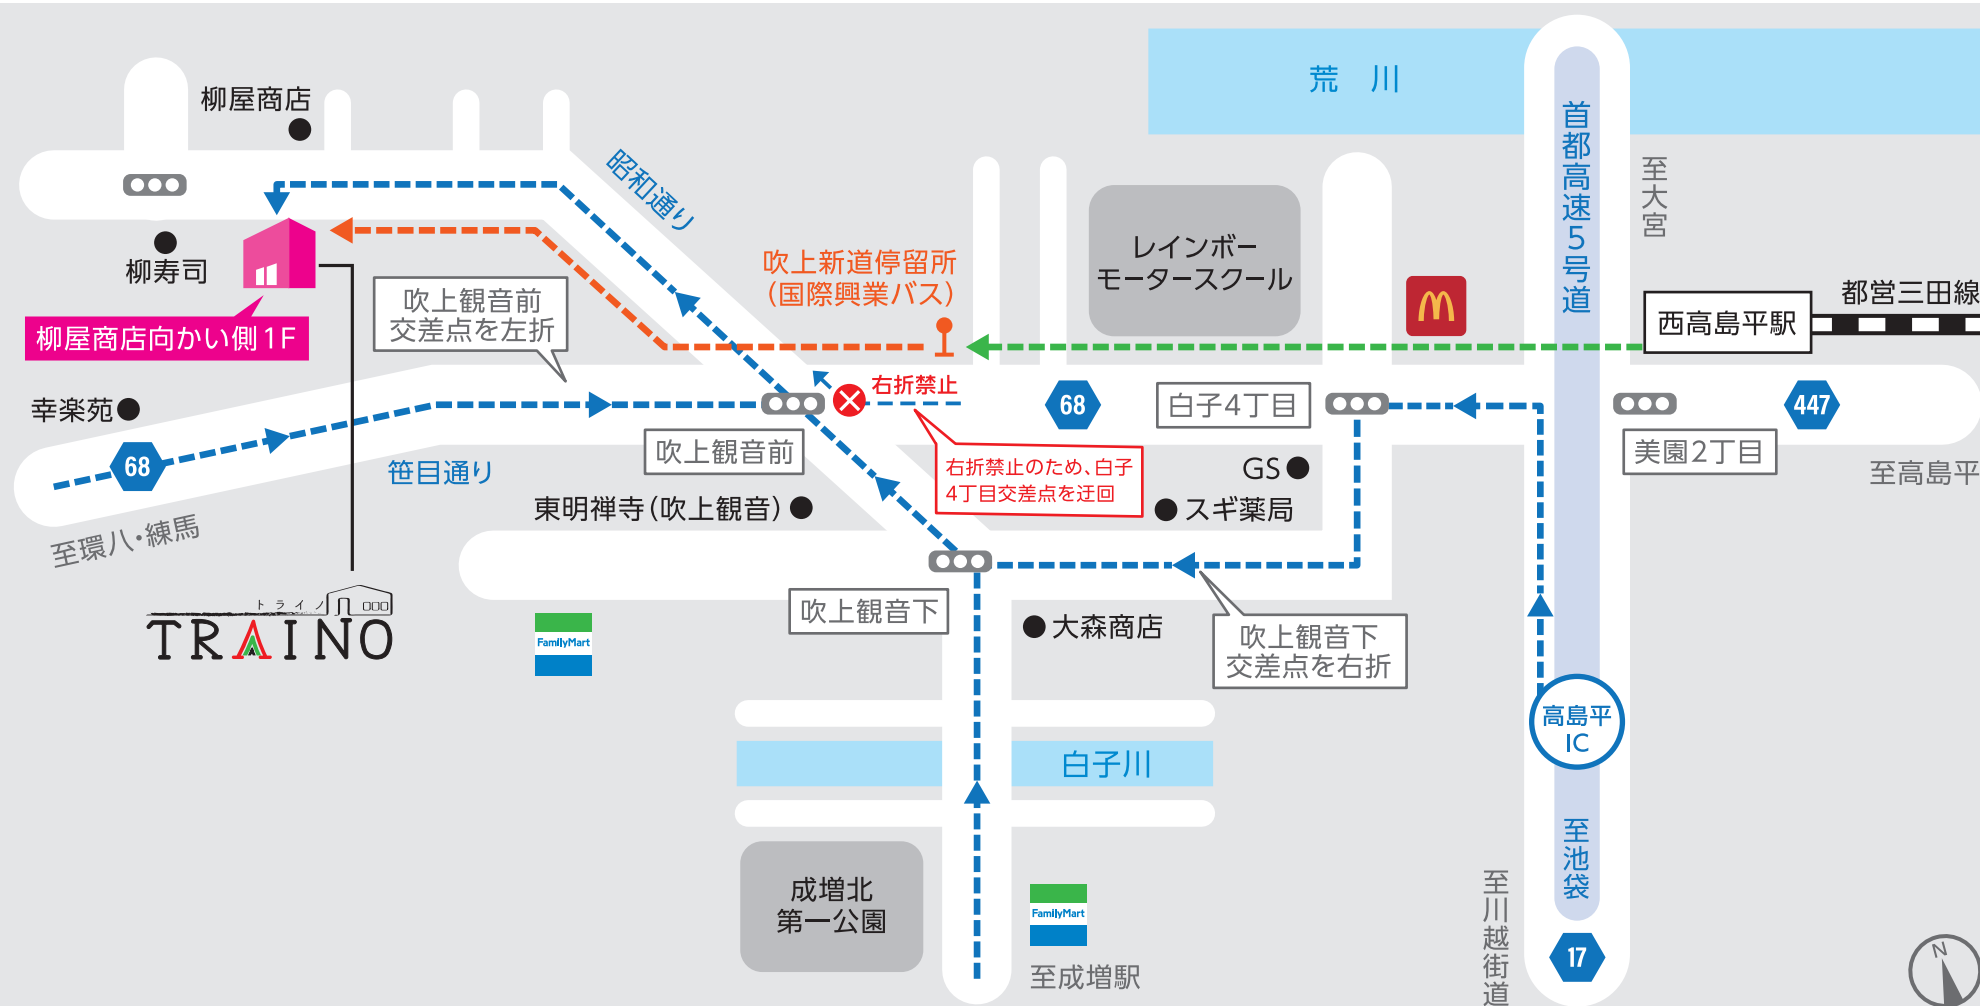 荒 川
首都高速5号道
至大宮
柳屋商店
昭和通り
レインボー
モータースクール
柳寿司
吹上新道停留所
(国際興業バス)
都営三田線
西高島平駅
吹上観音前
交差点を左折
柳屋商店向かい側1F
右折禁止
幸楽苑
68
白子4丁目
447
68
笹目通り
吹上観音前
右折禁止のため、白子
4丁目交差点を迂回
GS
美園2丁目
至高島平
東明禅寺(吹上観音)
スギ薬局
至環八・練馬
トライノ
TRAINO
吹上観音下
大森商店
吹上観音下
交差点を右折
FamilyMart
高島平
IC
白子川
至池袋
成増北
第一公園
FamilyMart
至成増駅
至川越街道
17
N